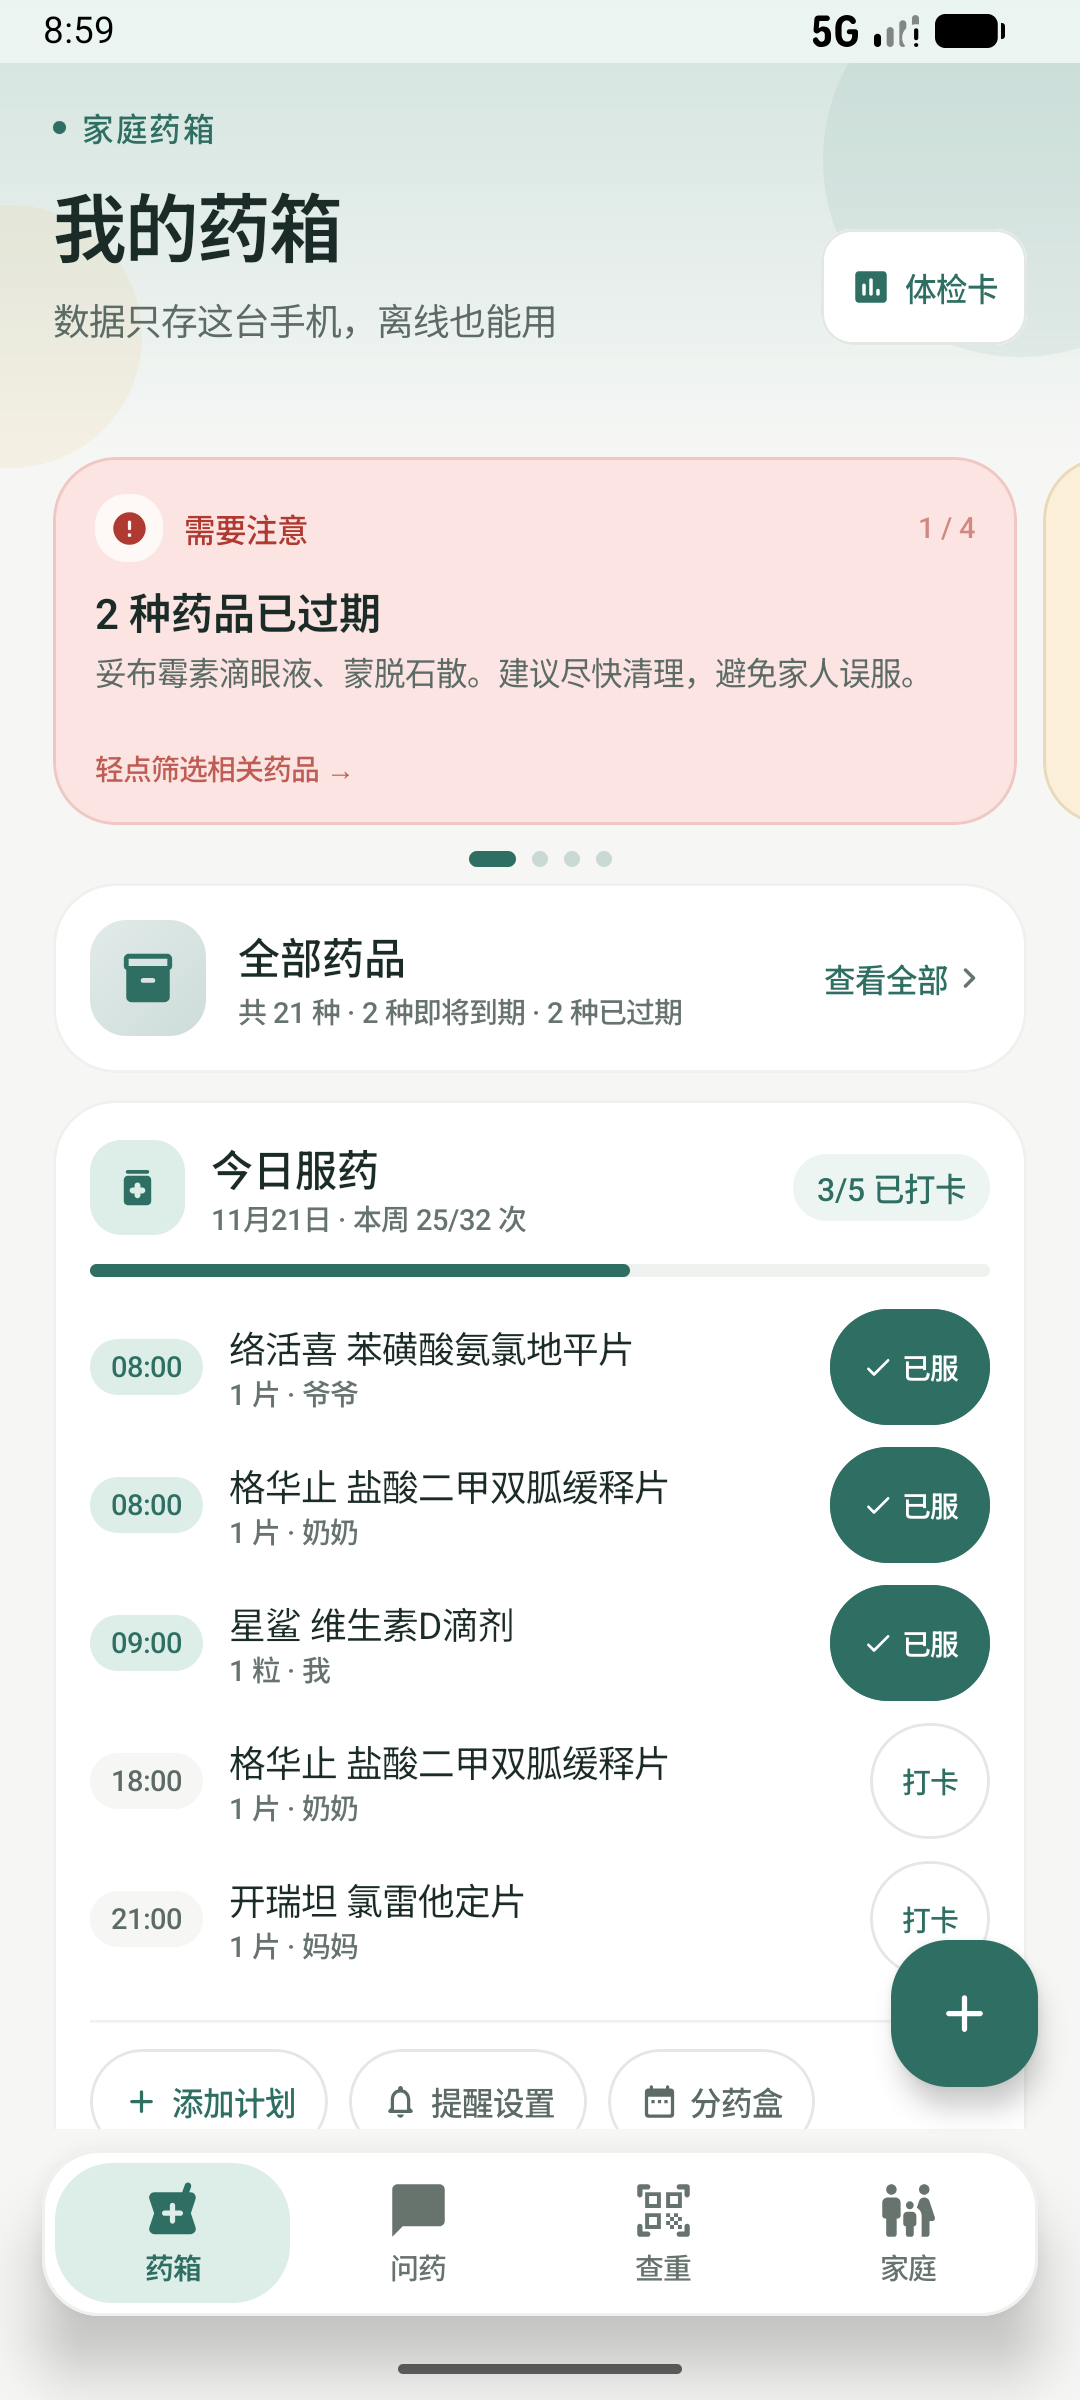 8:59
5G
家庭药箱
我的药箱
数据只存这台手机，离线也能用
体检卡
需要注意
1 / 4
2 种药品已过期
妥布霉素滴眼液、蒙脱石散。建议尽快清理，避免家人误服。
轻点筛选相关药品 →
全部药品
共 21 种 · 2 种即将到期 · 2 种已过期
查看全部
今日服药
11月21日 · 本周 25/32 次
3/5 已打卡
08:00
络活喜 苯磺酸氨氯地平片
1 片 · 爷爷
已服
08:00
格华止 盐酸二甲双胍缓释片
1 片 · 奶奶
已服
09:00
星鲨 维生素D滴剂
1 粒 · 我
已服
18:00
格华止 盐酸二甲双胍缓释片
1 片 · 奶奶
打卡
21:00
开瑞坦 氯雷他定片
1 片 · 妈妈
打卡
添加计划
提醒设置
分药盒
药箱
问药
查重
家庭